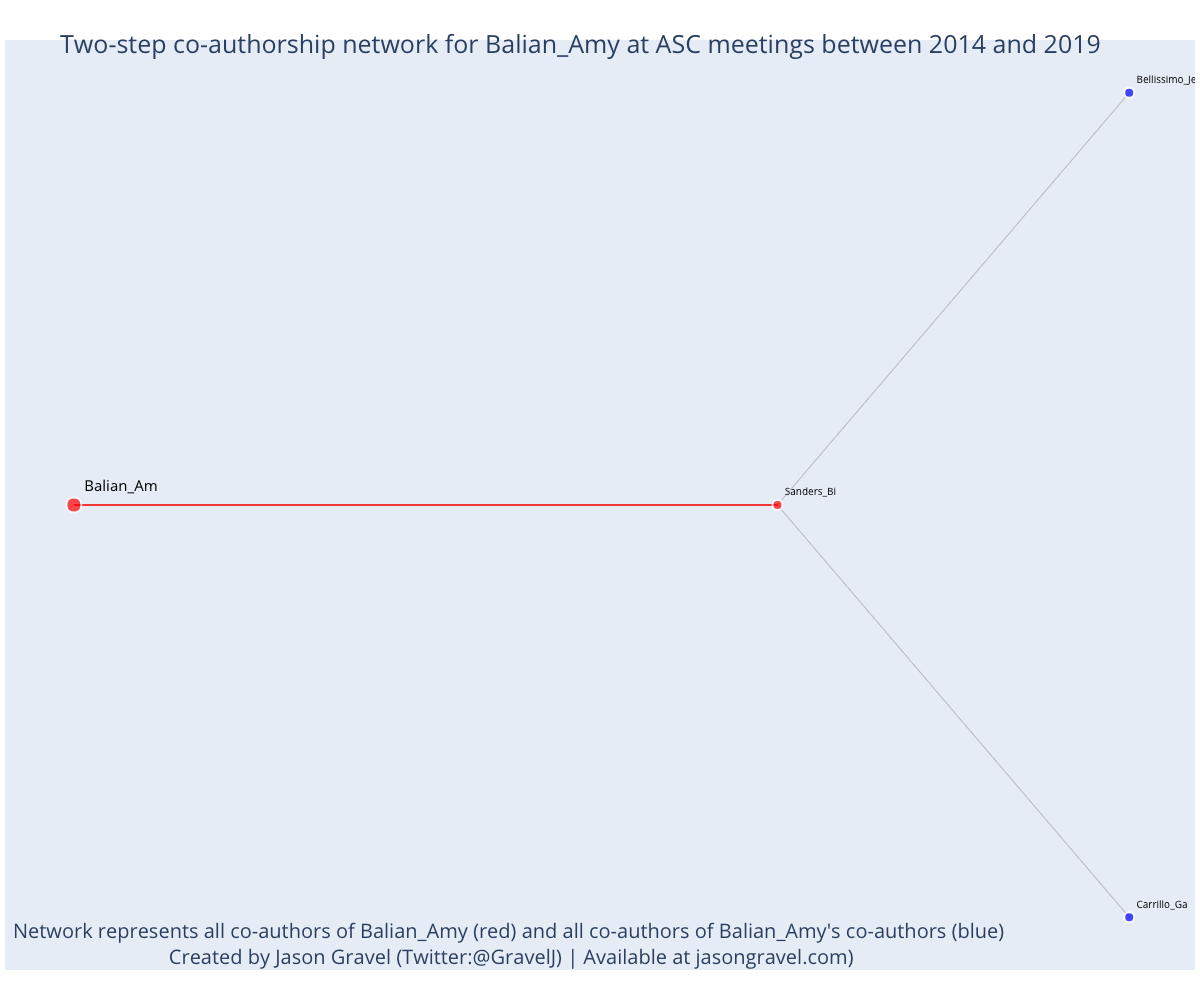 Two-step co-authorship network for Balian_Amy at ASC meetings between 2014 and 2019
Bellissimo_Je
Balian_Am
Sanders_Bi
Carrillo_Ga
Network represents all co-authors of Balian_Amy (red) and all co-authors of Balian_Amy's co-authors (blue)
Created by Jason Gravel (Twitter:@GravelJ) | Available at jasongravel.com)